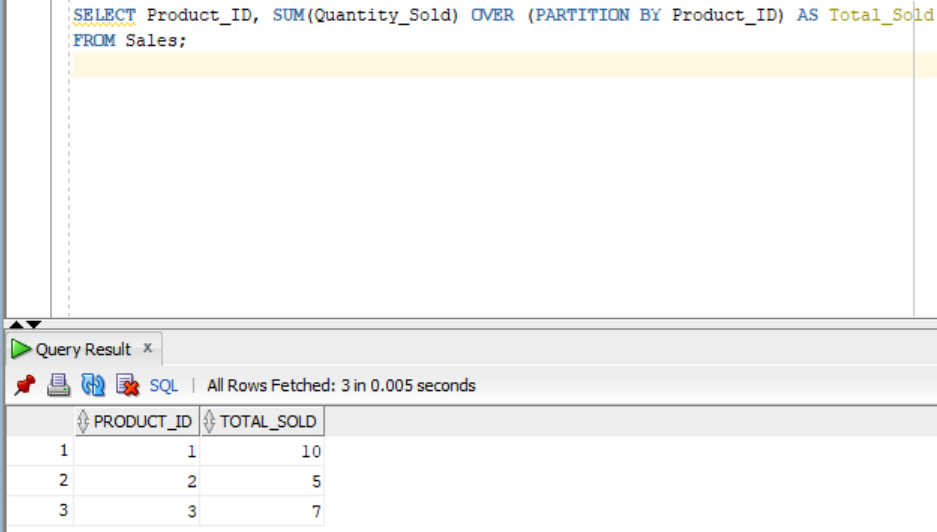 SELECT Product_ID, SUM(Quantity_Sold) OVER (PARTITION BY Product_ID) AS Total_Sold
FROM Sales;
Query Result x
SQL | All Rows Fetched: 3 in 0.005 seconds
PRODUCT_ID TOTAL_SOLD
1 1 10
2 2 5
3 3 7